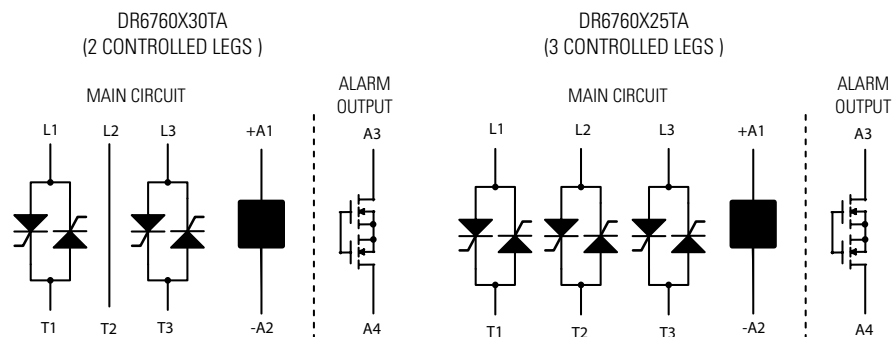 DR6760X30TA
(2 CONTROLLED LEGS )
MAIN CIRCUIT
ALARM
OUTPUT
L1 L2 L3 +A1 A3
T1 T2 T3 -A2 A4
DR6760X25TA
(3 CONTROLLED LEGS )
MAIN CIRCUIT
ALARM
OUTPUT
L1 L2 L3 +A1 A3
T1 T2 T3 -A2 A4